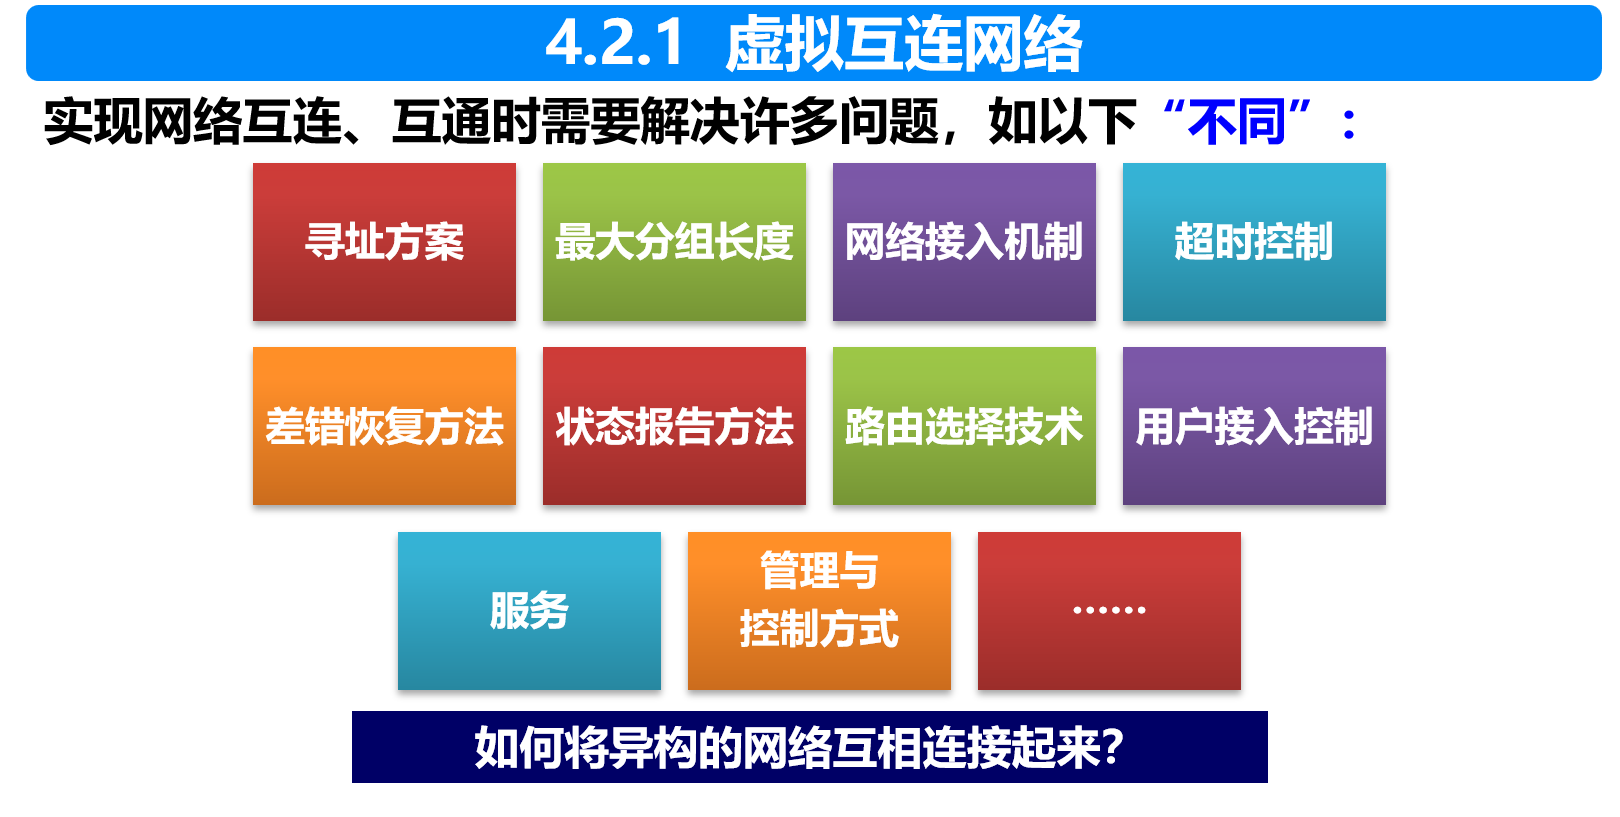 4.2.1 虚拟互连网络
实现网络互连、互通时需要解决许多问题，如以下“不同”：
寻址方案
最大分组长度
网络接入机制
超时控制
差错恢复方法
状态报告方法
路由选择技术
用户接入控制
服务
管理与
控制方式
……
如何将异构的网络互相连接起来？